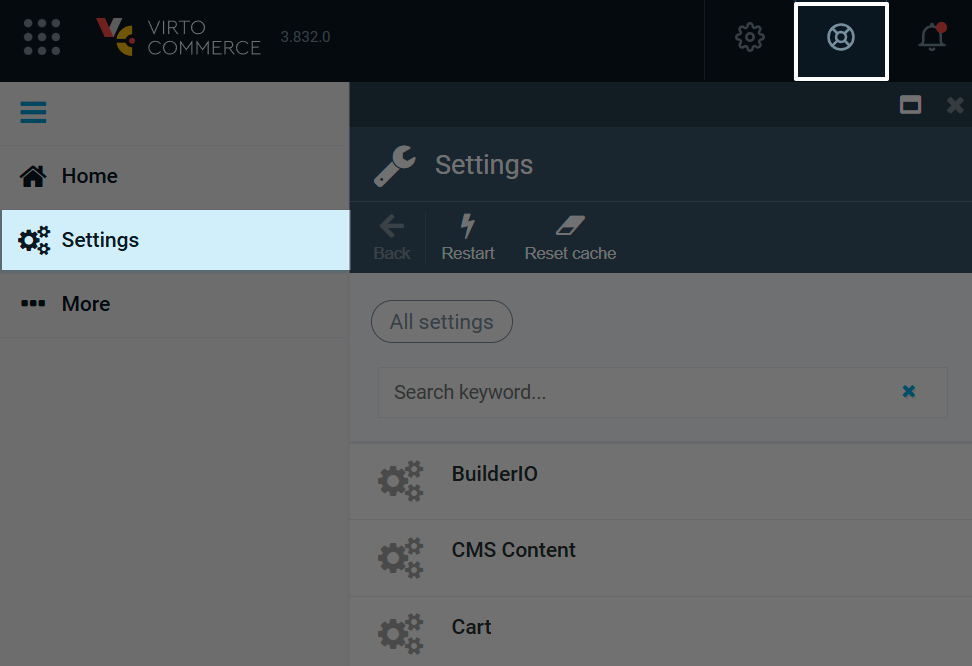 VIRTO
COMMERCE
3.832.0
Home
Settings
More
Settings
Back
Restart
Reset cache
All settings
Search keyword...
BuilderIO
CMS Content
Cart